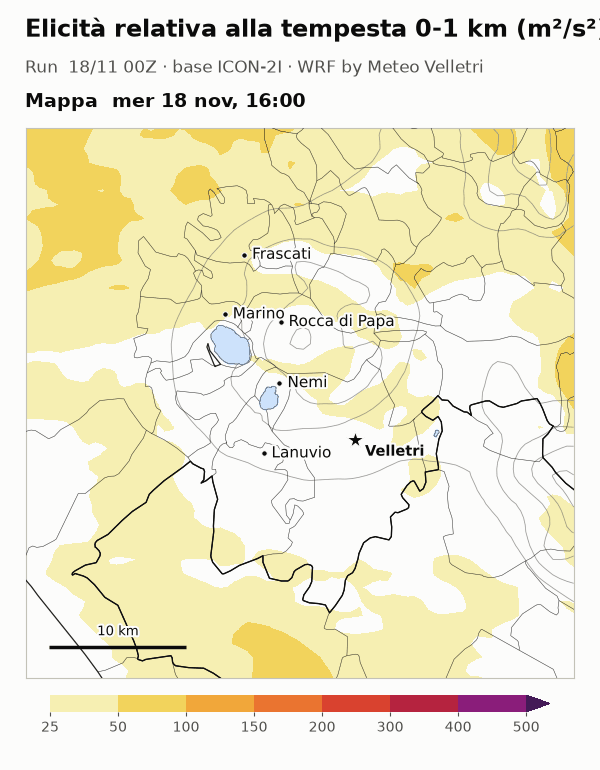 Elicità relativa alla tempesta 0-1 km (m²/s²)
Run 18/11 00Z · base ICON-2I · WRF by Meteo Velletri
Mappa mer 18 nov, 16:00
Frascati
Marino
Rocca di Papa
Nemi
Velletri
Lanuvio
10 km
25 50 100 150 200 300 400 500